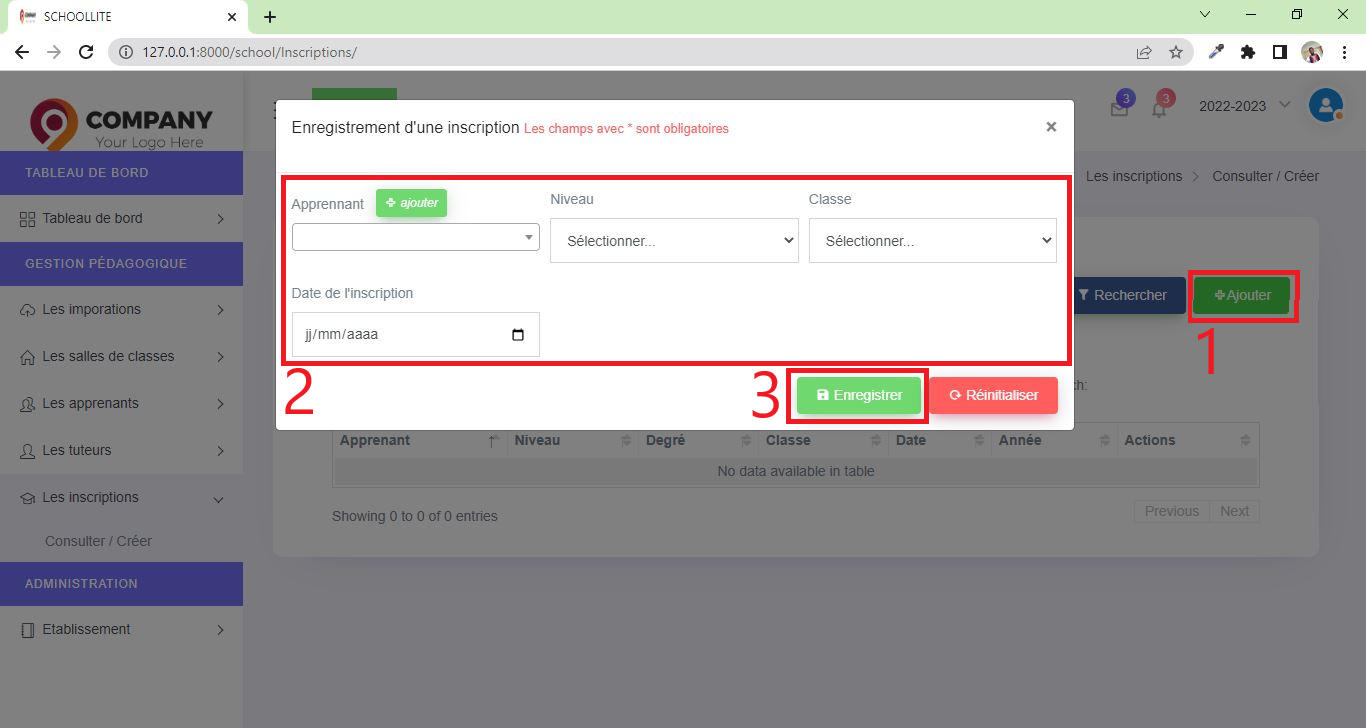 SCHOOLLITE
127.0.0.1:8000/school/Inscriptions/
COMPANY
Your Logo Here
3
3
2022-2023
TABLEAU DE BORD
Tableau de bord
GESTION PÉDAGOGIQUE
Les imporations
Les salles de classes
Les apprenants
Les tuteurs
Les inscriptions
Consulter / Créer
ADMINISTRATION
Etablissement
Les inscriptions > Consulter / Créer
Enregistrement d'une inscription Les champs avec * sont obligatoires
×
Apprennant
ajouter
Niveau
Classe
Sélectionner...
Sélectionner...
Date de l'inscription
jj/mm/aaaa
Rechercher
Ajouter
1
2
3
Enregistrer
Réinitialiser
ch:
Apprenant Niveau Degré Classe Date Année Actions
No data available in table
Showing 0 to 0 of 0 entries
Previous Next